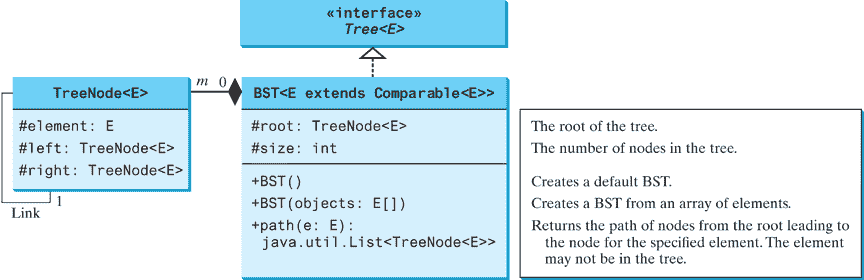 «interface»
Tree<E>
TreeNode<E>
#element: E
#left: TreeNode<E>
#right: TreeNode<E>
1
Link
m
0
BST<E extends Comparable<E>>
#root: TreeNode<E>
#size: int
+BST()
+BST(objects: E[])
+path(e: E):
java.util.List<TreeNode<E>>
The root of the tree.
The number of nodes in the tree.
Creates a default BST.
Creates a BST from an array of elements.
Returns the path of nodes from the root leading to
the node for the specified element. The element
may not be in the tree.